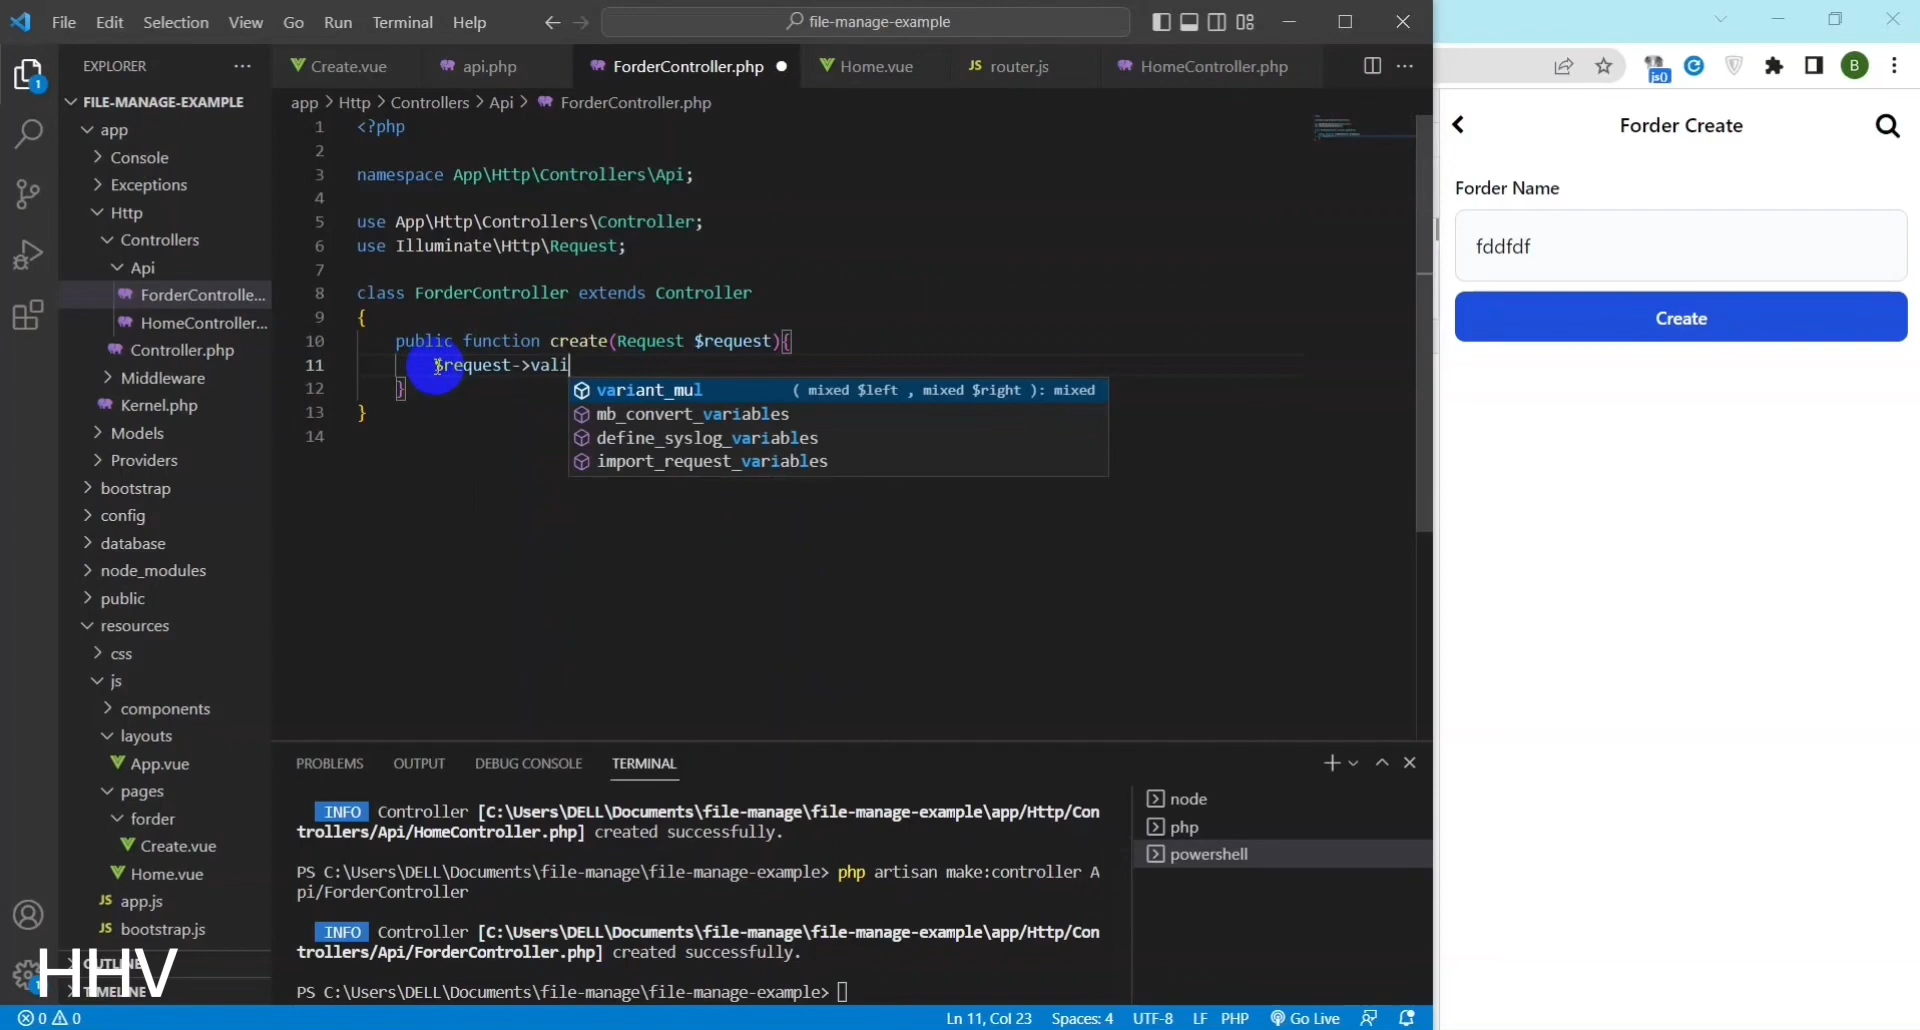 File Edit Selection View Go Run Terminal Help
file-manage-example
EXPLORER
FILE-MANAGE-EXAMPLE
app
Console
Exceptions
Http
Controllers
Api
ForderControlle...
HomeController...
Controller.php
Middleware
Kernel.php
Models
Providers
bootstrap
config
database
node_modules
public
resources
css
js
components
layouts
App.vue
pages
forder
Create.vue
Home.vue
app.js
bootstrap.js
OUTLINE
TIMELINE
HHV
Create.vue api.php ForderController.php Home.vue router.js HomeController.php
app > Http > Controllers > Api > ForderController.php
1 <?php
2
3 namespace App\Http\Controllers\Api;
4
5 use App\Http\Controllers\Controller;
6 use Illuminate\Http\Request;
7
8 class ForderController extends Controller
9 {
10 public function create(Request $request){
11 $request->vali
12 }
13 }
14
variant_mul ( mixed $left , mixed $right ): mixed
mb_convert_variables
define_syslog_variables
import_request_variables
PROBLEMS OUTPUT DEBUG CONSOLE TERMINAL
INFO Controller [C:\Users\DELL\Documents\file-manage\file-manage-example\app/Http/Con
trollers/Api/HomeController.php] created successfully.
PS C:\Users\DELL\Documents\file-manage\file-manage-example> php artisan make:controller A
pi/ForderController
INFO Controller [C:\Users\DELL\Documents\file-manage\file-manage-example\app/Http/Con
trollers/Api/ForderController.php] created successfully.
PS C:\Users\DELL\Documents\file-manage\file-manage-example>
node
php
powershell
0 0 Ln 11, Col 23 Spaces: 4 UTF-8 LF PHP Go Live
js()
B
Forder Create
Forder Name
fddfdf
Create